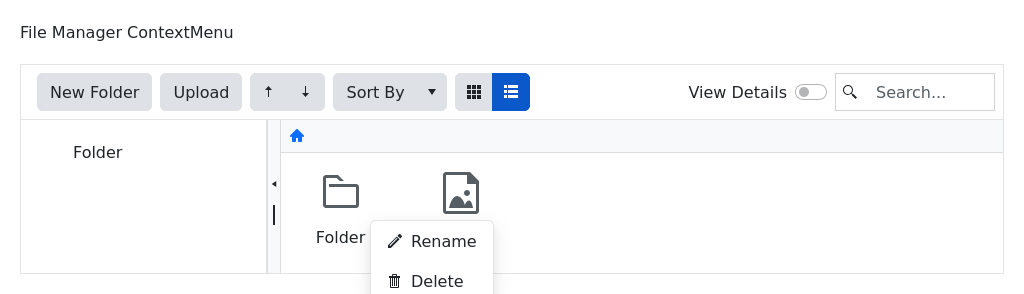 File Manager ContextMenu
New Folder Upload Sort By View Details Search...
Folder
Folder
Rename
Delete